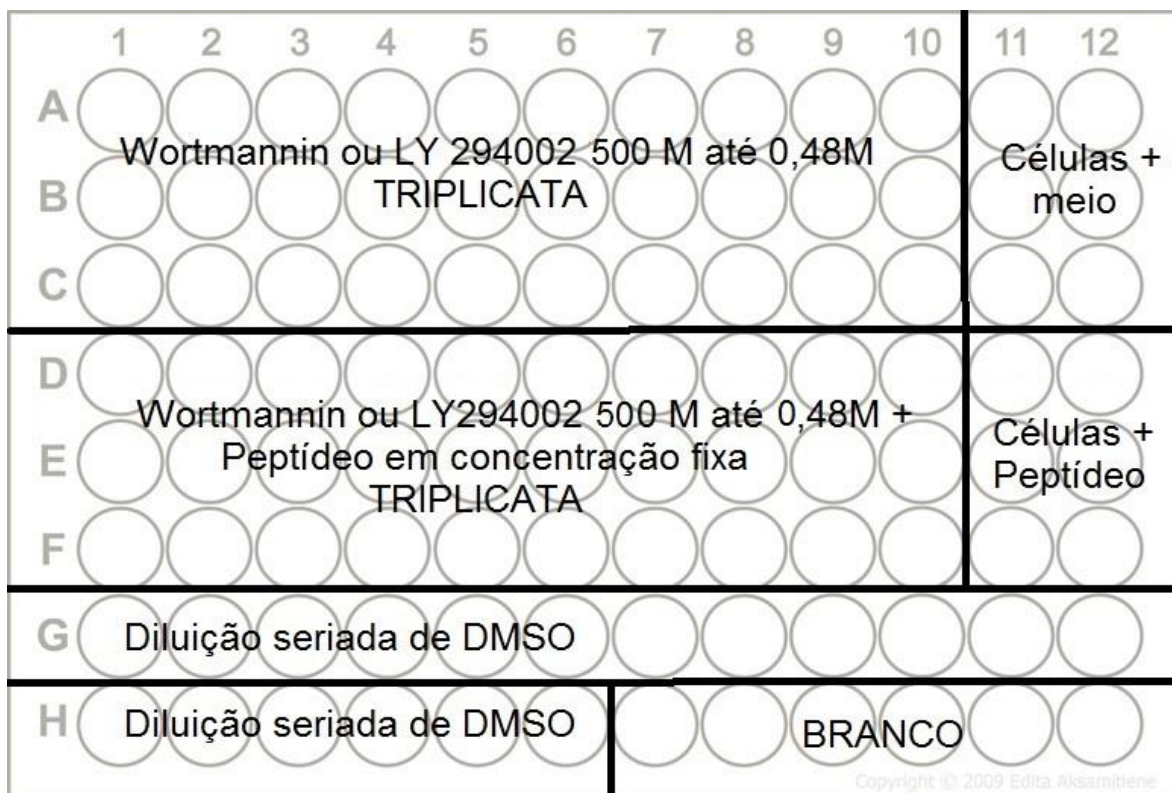 1 2 3 4 5 6 7 8 9 10 11 12
A
Wortmannin ou LY 294002 500 M até 0,48M
TRIPLICATA
B
Células +
meio
C
D
Wortmannin ou LY294002 500 M até 0,48M +
Peptídeo em concentração fixa
TRIPLICATA
E
Células +
Peptídeo
F
G Diluição seriada de DMSO
H Diluição seriada de DMSO
BRANCO
Copyright © 2009 Edita Aksamitiene